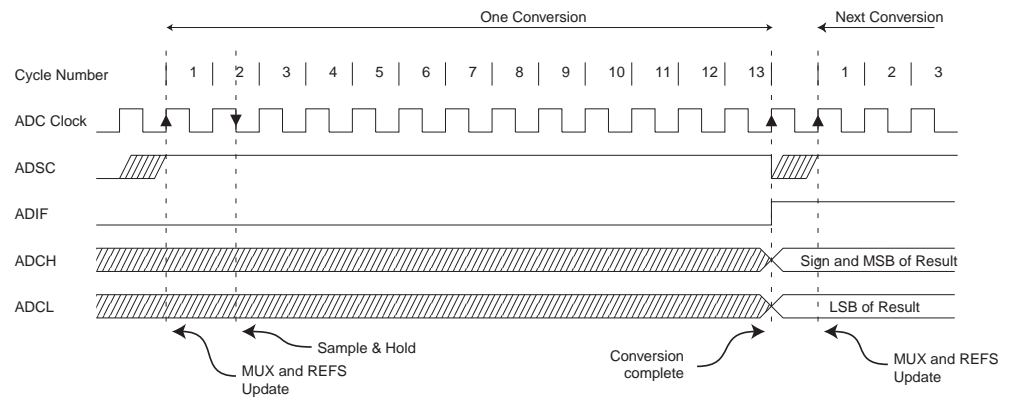 One Conversion
Next Conversion
Cycle Number 1 2 3 4 5 6 7 8 9 10 11 12 13 1 2 3
ADC Clock
ADSC
ADIF
ADCH
Sign and MSB of Result
ADCL
LSB of Result
Sample & Hold
MUX and REFS
Update
Conversion
complete
MUX and REFS
Update